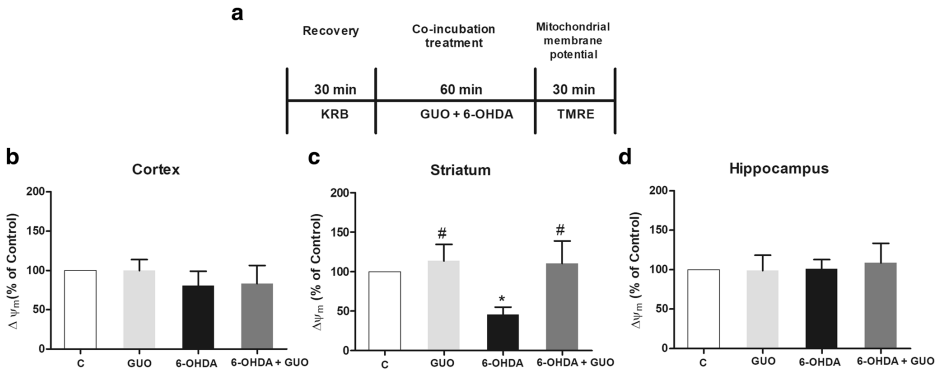 a
Recovery
Co-incubation
treatment
Mitochondrial
membrane
potential
30 min
60 min
30 min
KRB
GUO + 6-OHDA
TMRE
b
Cortex
Δ ψm (% of Control)
200
150
100
50
0
C
GUO
6-OHDA
6-OHDA + GUO
c
Striatum
Δψm (% of Control)
200
150
100
50
0
#
*
#
C
GUO
6-OHDA
6-OHDA + GUO
d
Hippocampus
Δψm (% of Control)
200
150
100
50
0
C
GUO
6-OHDA
6-OHDA + GUO